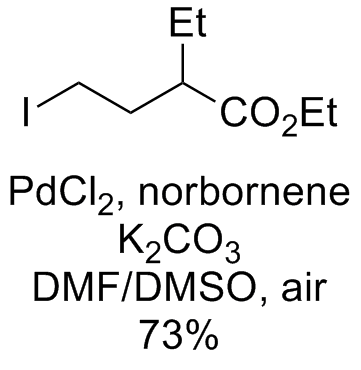 Et
I
CO₂Et
PdCl₂, norbornene
K₂CO₃
DMF/DMSO, air
73%